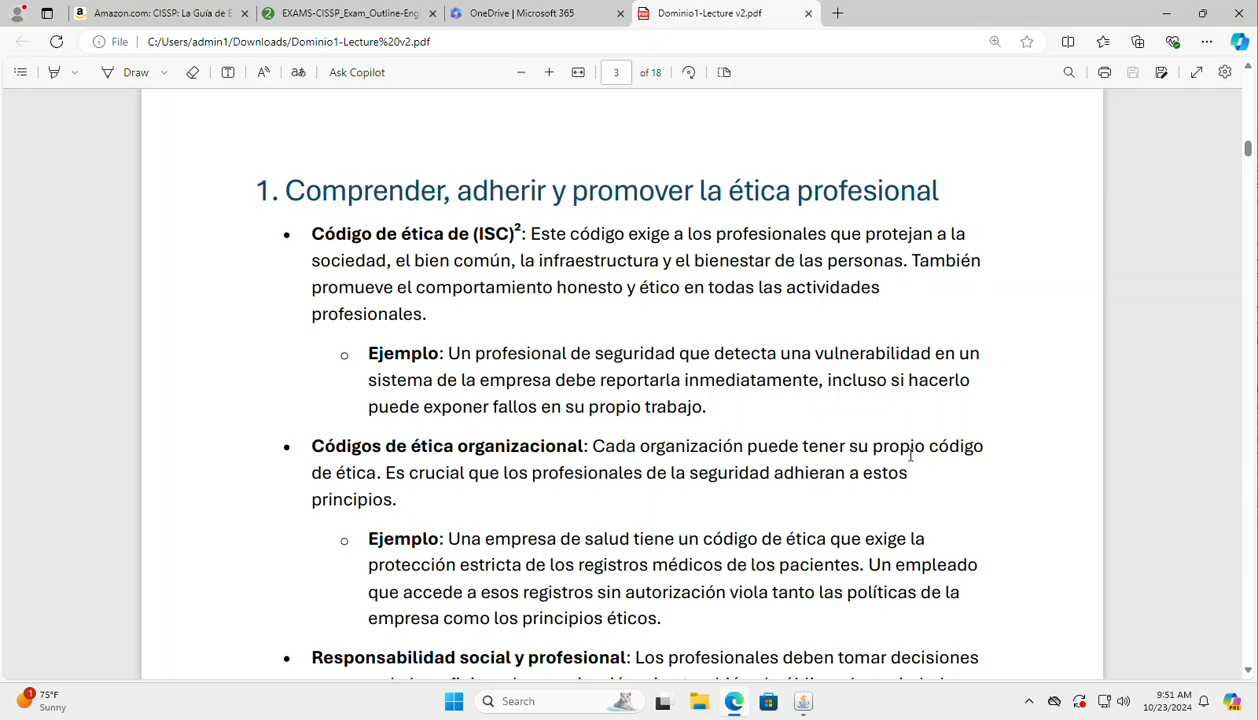 Amazon.com: CISSP: La Guía de E
EXAMS-CISSP_Exam_Outline-Eng
OneDrive | Microsoft 365
Dominio1-Lecture v2.pdf
File
C:/Users/admin1/Downloads/Dominio1-Lecture%20v2.pdf
Draw
Ask Copilot
3 of 18
1. Comprender, adherir y promover la ética profesional
• Código de ética de (ISC)²: Este código exige a los profesionales que protejan a la
sociedad, el bien común, la infraestructura y el bienestar de las personas. También
promueve el comportamiento honesto y ético en todas las actividades
profesionales.
o Ejemplo: Un profesional de seguridad que detecta una vulnerabilidad en un
sistema de la empresa debe reportarla inmediatamente, incluso si hacerlo
puede exponer fallos en su propio trabajo.
• Códigos de ética organizacional: Cada organización puede tener su propio código
de ética. Es crucial que los profesionales de la seguridad adhieran a estos
principios.
o Ejemplo: Una empresa de salud tiene un código de ética que exige la
protección estricta de los registros médicos de los pacientes. Un empleado
que accede a esos registros sin autorización viola tanto las políticas de la
empresa como los principios éticos.
• Responsabilidad social y profesional: Los profesionales deben tomar decisiones
75°F
Sunny
Search
9:51 AM
10/23/2024